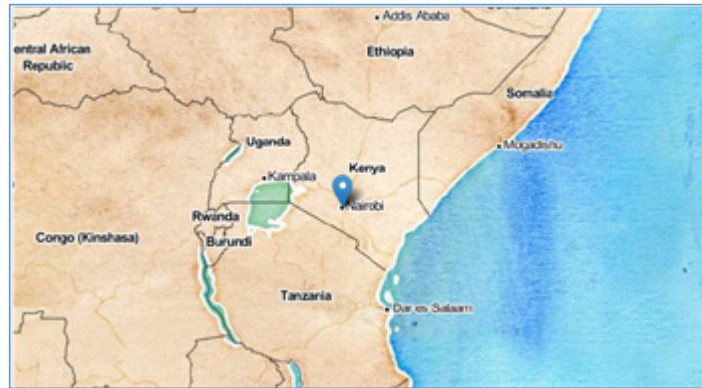 Addis Ababa
Ethiopia
entral African
Republic
Somalia
Uganda
Mogadishu
Kampala
Kenya
Nairobi
Rwanda
Congo (Kinshasa)
Burundi
Tanzania
Dar es Salaam